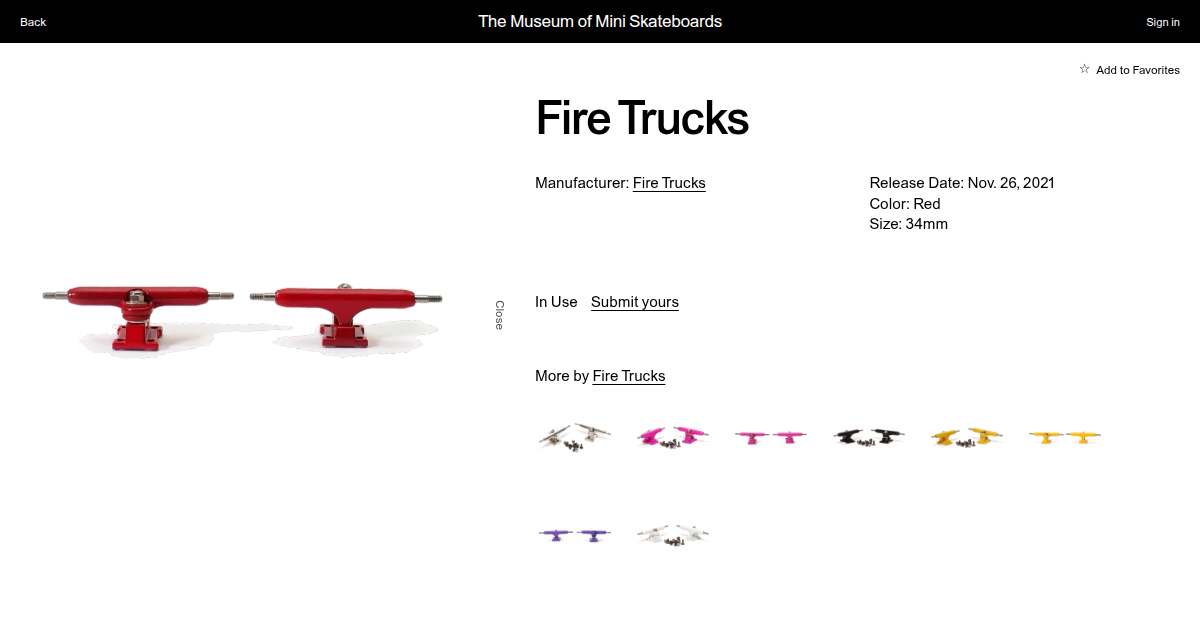 Back
The Museum of Mini Skateboards
Sign in
☆ Add to Favorites
Fire Trucks
Manufacturer: Fire Trucks
Release Date: Nov. 26, 2021
Color: Red
Size: 34mm
Close
In Use Submit yours
More by Fire Trucks